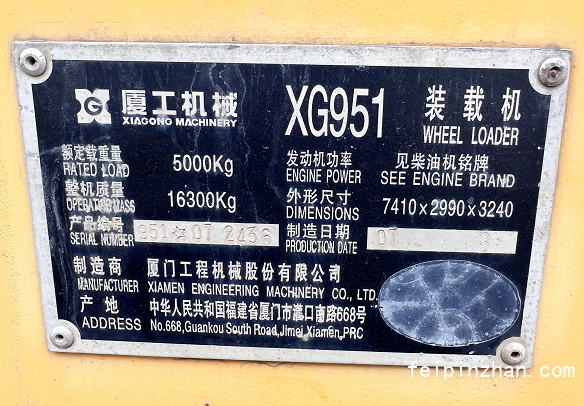 厦工机械
XIAGONG MACHINERY
XG951
装载机
WHEEL LOADER
额定载重量
RATED LOAD
5000Kg
发动机功率
ENGINE POWER
见柴油机铭牌
SEE ENGINE BRAND
整机质量
OPERATING MASS
16300Kg
外形尺寸
DIMENSIONS
7410×2990×3240
产品编号
SERIAL NUMBER
制造日期
PRODUCTION DATE
07
制造商
MANUFACTURER
厦门工程机械股份有限公司
XIAMEN ENGINEERING MACHINERY CO., LTD.
产地
ADDRESS
中华人民共和国福建省厦门市灌口南路668号
No.668,Guankou South Road,Jimei,Xiamen,PRC
feipinzhan.com